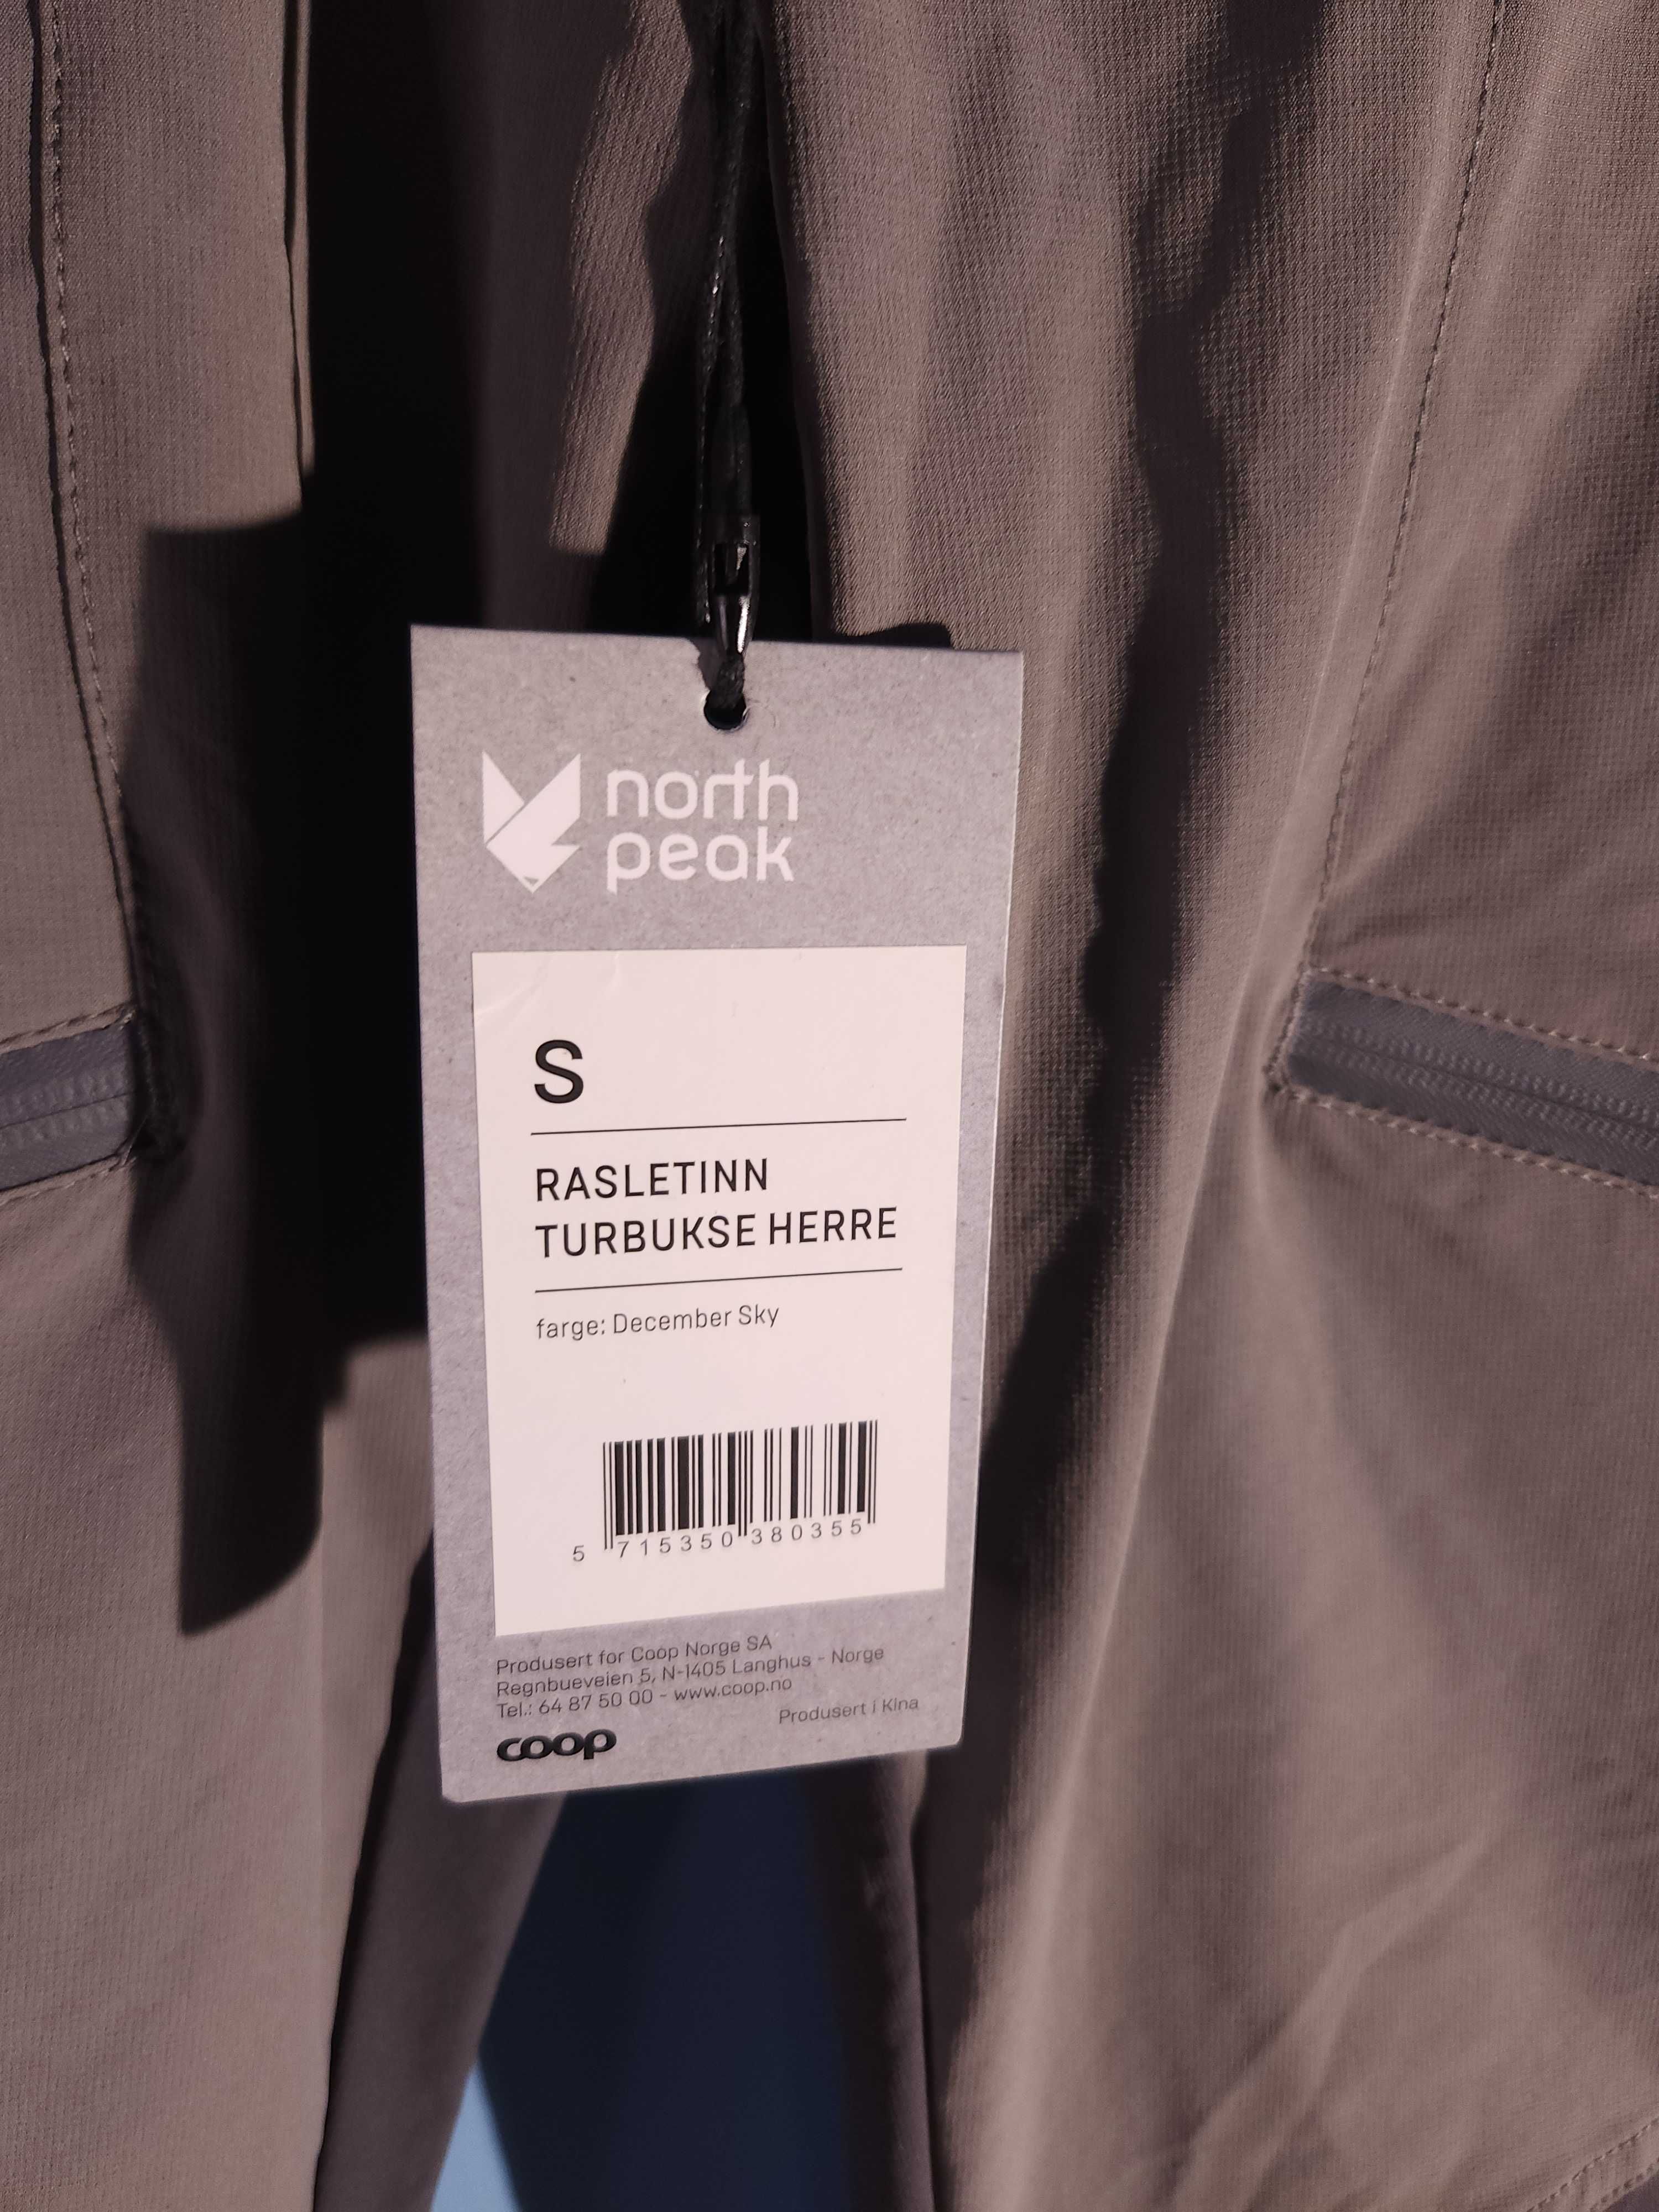 north
peak
S
RASLETINN
TURBUKSE HERRE
farge: December Sky
5 715350 380355
Produsert for Coop Norge SA
Regnbueveien 5, N-1405 Langhus - Norge
Tel.: 64 87 50 00 - www.coop.no
Produsert i Kina
coop